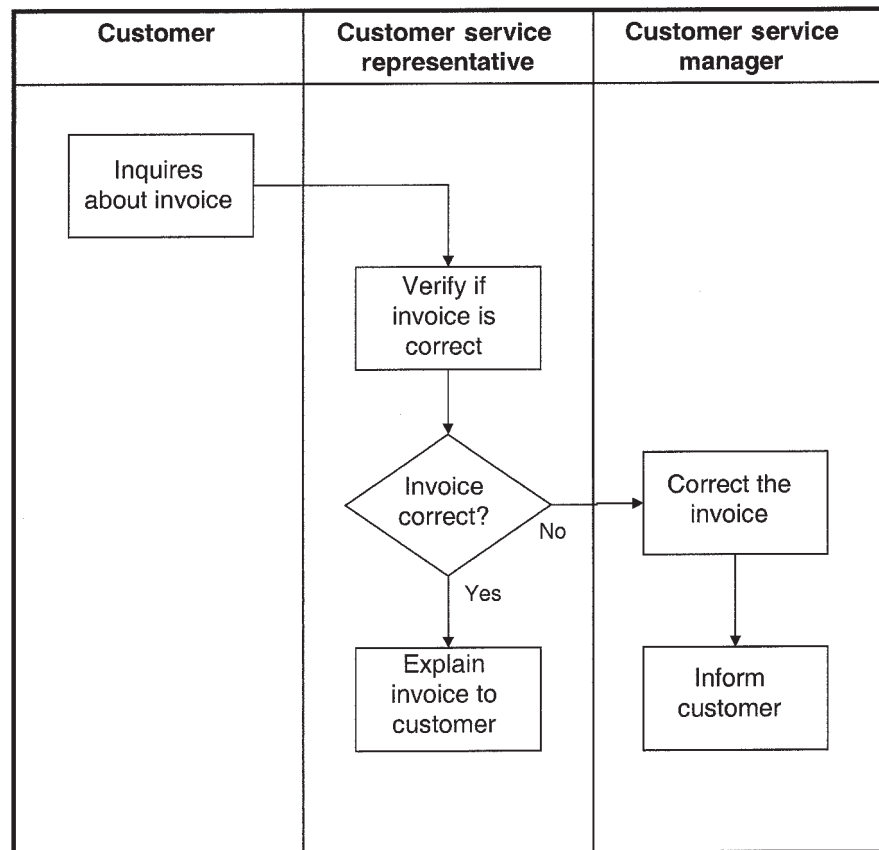 Customer
Customer service
representative
Customer service
manager
Inquires
about invoice
Verify if
invoice is
correct
Invoice
correct?
No
Correct the
invoice
Yes
Explain
invoice to
customer
Inform
customer